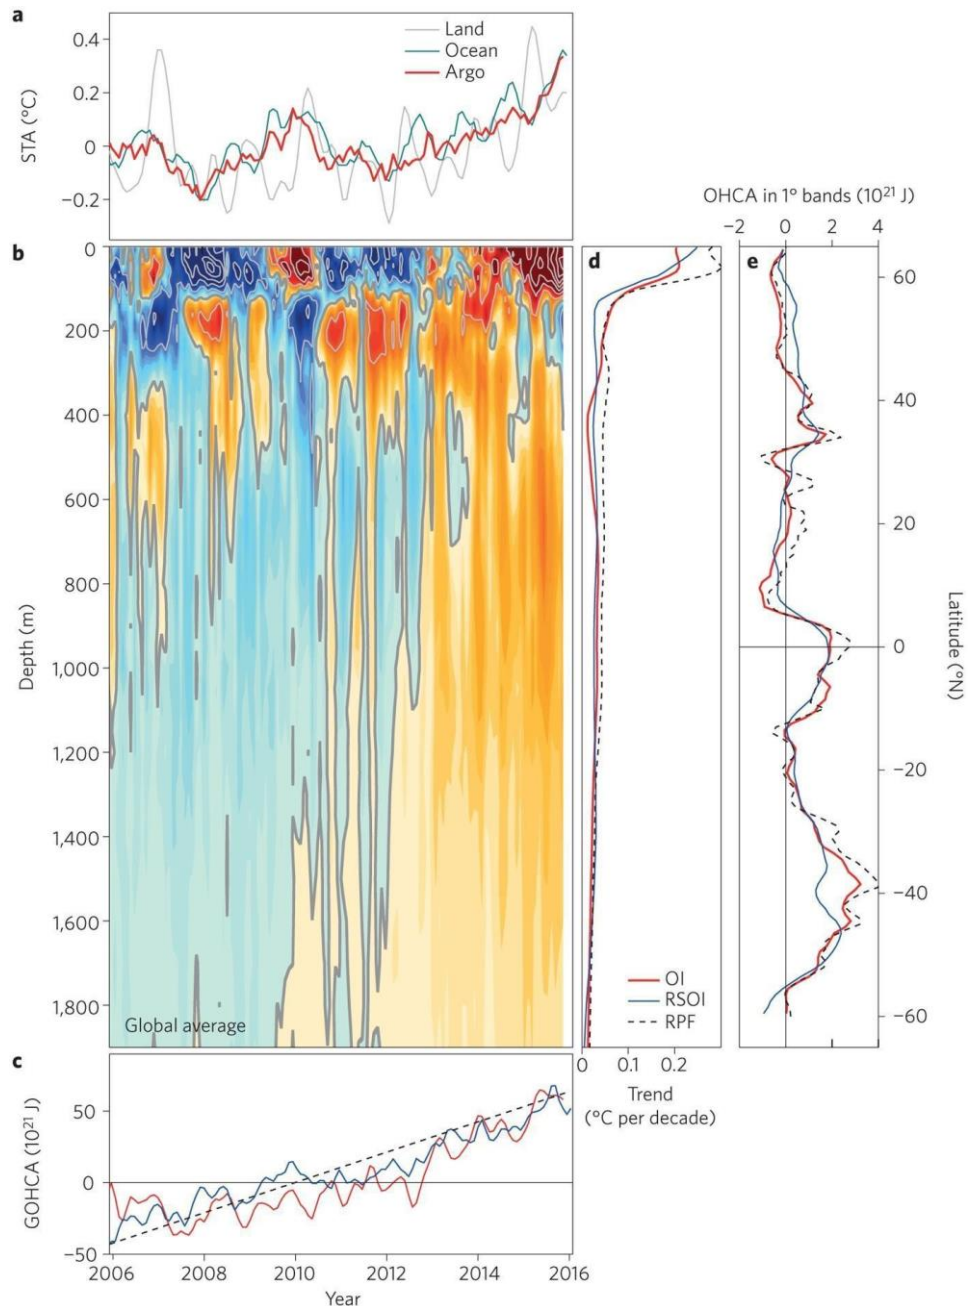 a
0.4
0.2
0
−0.2
STA (°C)
Land
Ocean
Argo
b
0
200
400
600
800
1,000
1,200
1,400
1,600
1,800
Depth (m)
Global average
c
50
0
−50
GOHCA (10²¹ J)
2006 2008 2010 2012 2014 2016
Year
d
OI
RSOI
RPF
0 0.1 0.2
Trend
(°C per decade)
OHCA in 1° bands (10²¹ J)
−2 0 2 4
e
60
40
20
0
−20
−40
−60
Latitude (°N)